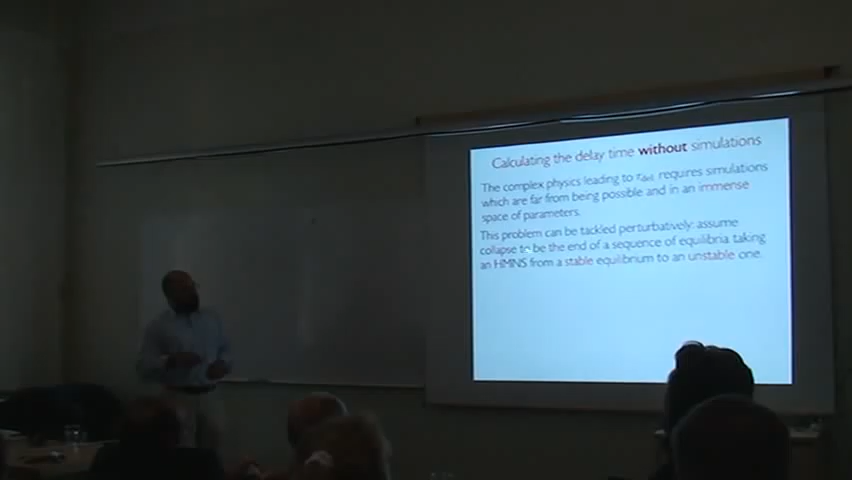 Calculating the delay time without simulations
The complex physics leading to requires simulations
which are far from being possible and in an immense
space of parameters.
This problem can be tackled perturbatively: assume
collapse to be the end of a sequence of equilibria taking
an HMNS from a stable equilibrium to an unstable one.